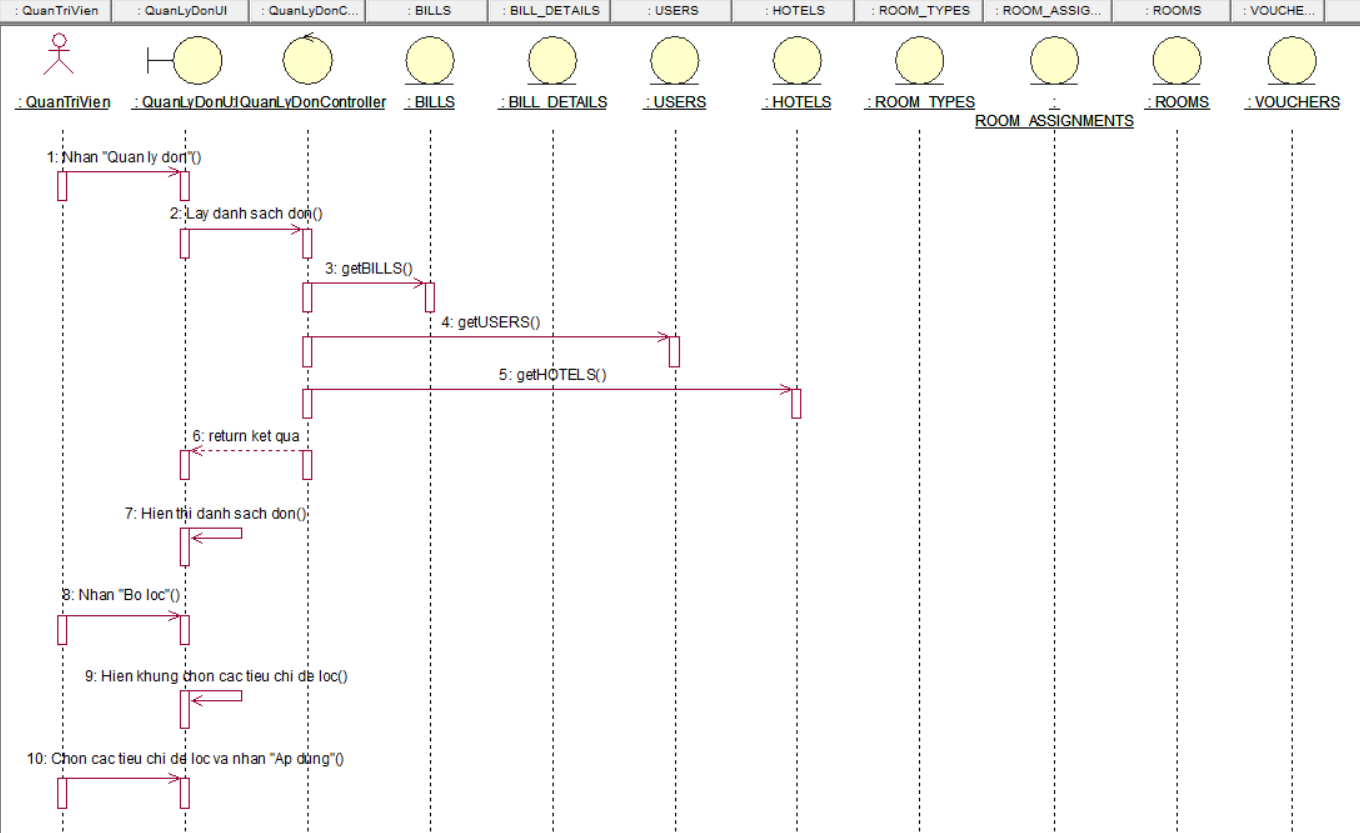 : QuanTriVien : QuanLyDonUI : QuanLyDonC... : BILLS : BILL_DETAILS : USERS : HOTELS : ROOM_TYPES : ROOM_ASSIG... : ROOMS : VOUCHE...
: QuanTriVien : QuanLyDonUI : QuanLyDonController : BILLS : BILL_DETAILS : USERS : HOTELS : ROOM_TYPES : ROOM_ASSIGNMENTS : ROOMS : VOUCHERS
1: Nhan "Quan ly don"()
2: Lay danh sach don()
3: getBILLS()
4: getUSERS()
5: getHOTELS()
6: return ket qua
7: Hien thi danh sach don()
8: Nhan "Bo loc"()
9: Hien khung chon cac tieu chi de loc()
10: Chon cac tieu chi de loc va nhan "Ap dung"()